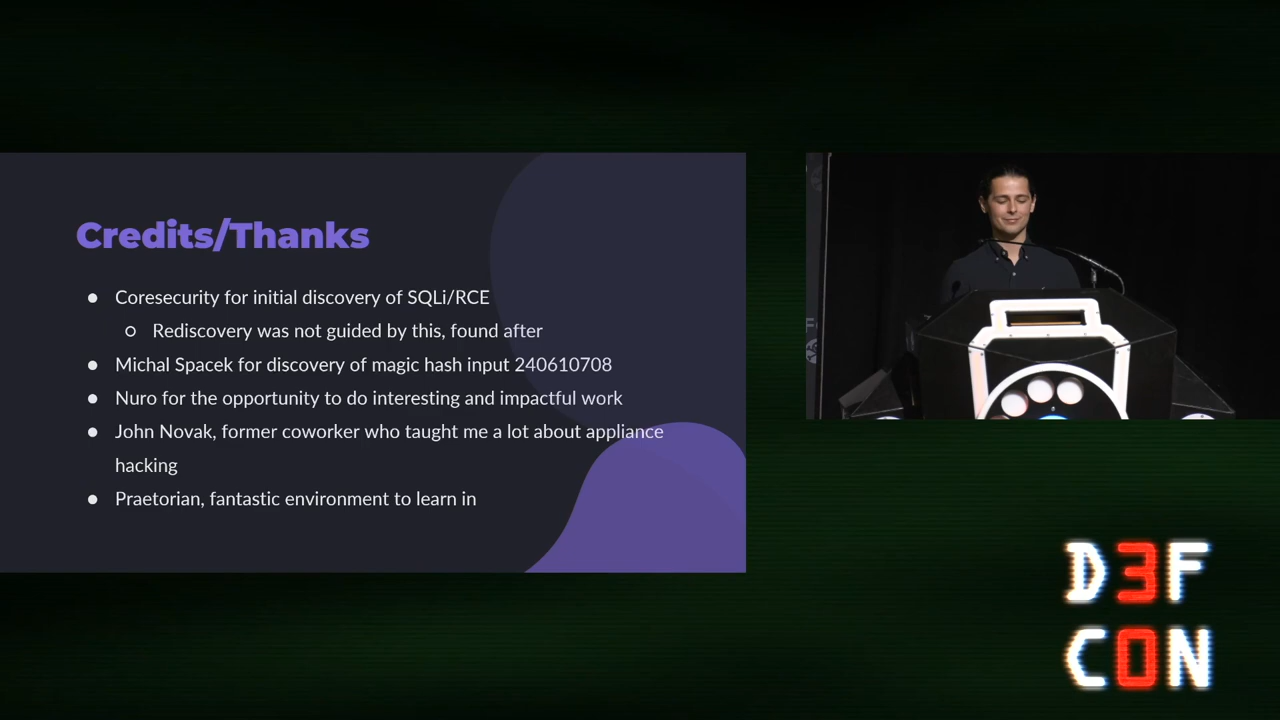 Credits/Thanks
● Coresecurity for initial discovery of SQLi/RCE
○ Rediscovery was not guided by this, found after
● Michal Spacek for discovery of magic hash input 240610708
● Nuro for the opportunity to do interesting and impactful work
● John Novak, former coworker who taught me a lot about appliance
hacking
● Praetorian, fantastic environment to learn in
D3F
C0N